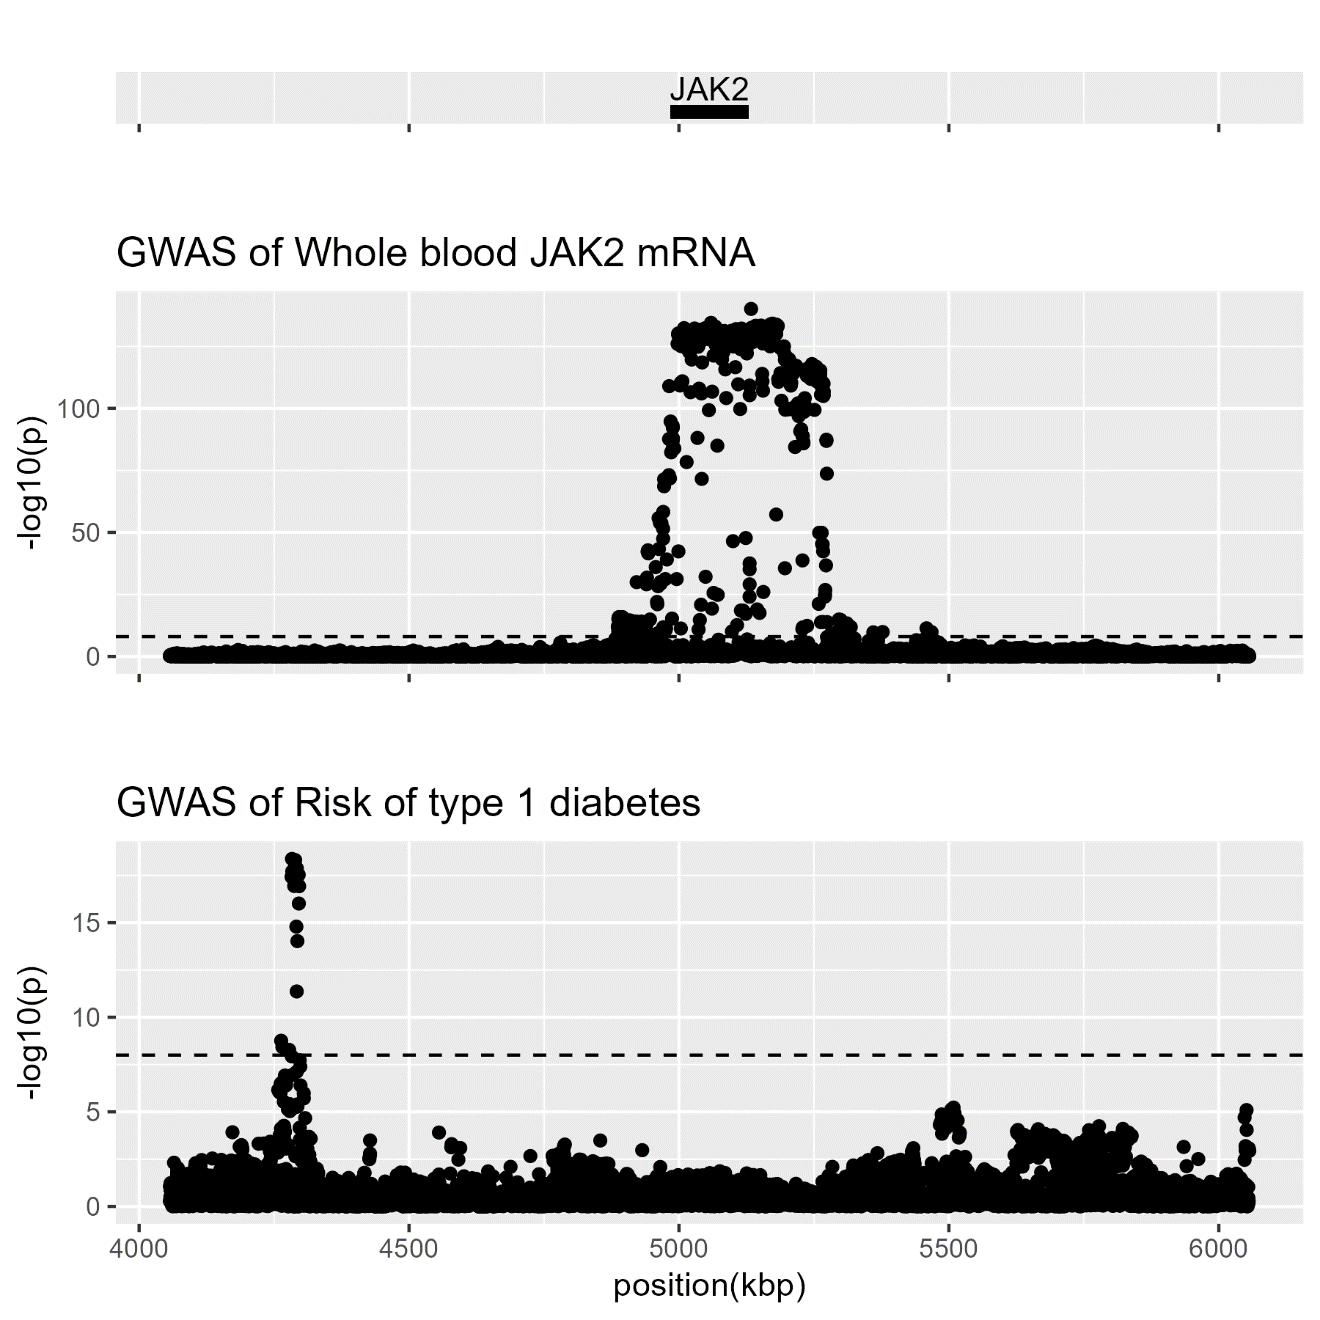 JAK2
GWAS of Whole blood JAK2 mRNA
-log10(p)
100
50
0
GWAS of Risk of type 1 diabetes
-log10(p)
15
10
5
0
4000 4500 5000 5500 6000
position(kbp)